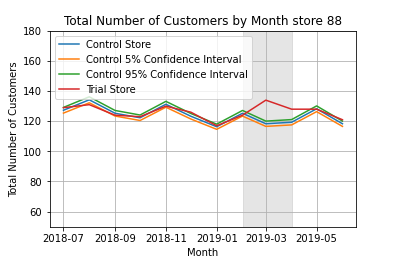 Total Number of Customers by Month store 88
Total Number of Customers
180
160
140
120
100
80
60
Control Store
Control 5% Confidence Interval
Control 95% Confidence Interval
Trial Store
2018-07 2018-09 2018-11 2019-01 2019-03 2019-05
Month